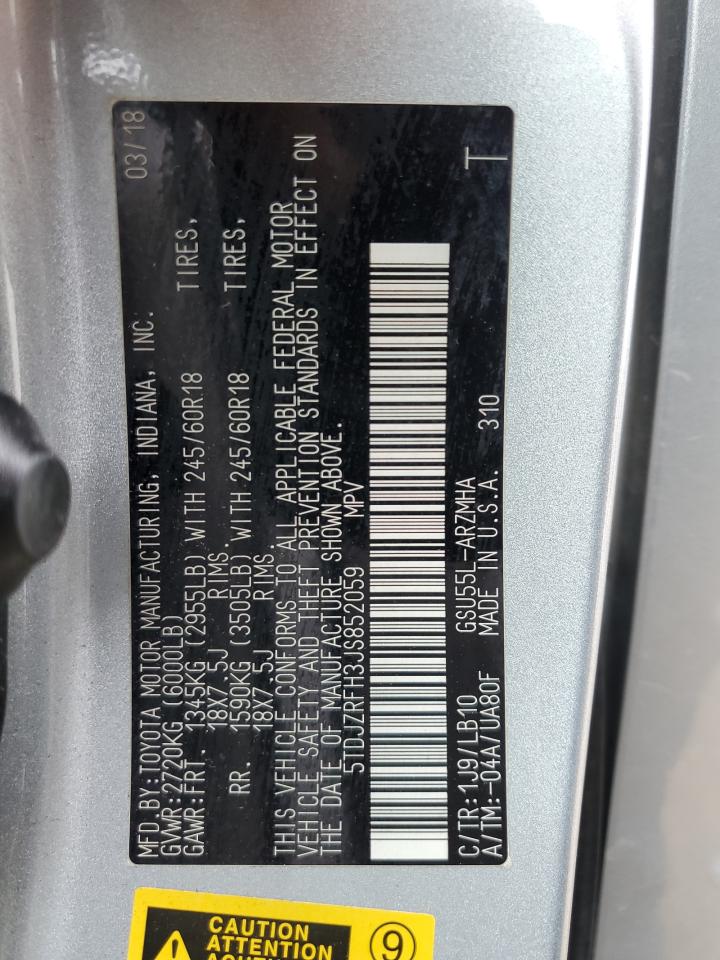 MFD.BY:TOYOTA MOTOR MANUFACTURING, INDIANA, INC. 03/18
GVWR:2720KG (6000LB)
GAWR:FRT. 1345KG (2955LB) WITH 245/60R18 TIRES,
18X7.5J RIMS
RR. 1590KG (3505LB) WITH 245/60R18 TIRES,
18X7.5J RIMS.
THIS VEHICLE CONFORMS TO ALL APPLICABLE FEDERAL MOTOR
VEHICLE SAFETY AND THEFT PREVENTION STANDARDS IN EFFECT ON
THE DATE OF MANUFACTURE SHOWN ABOVE.
5TDJZRFH3JS852059 MPV
C/TR:1J9/LB10 GSU55L-ARZMHA
A/TM:-04A/UA80F MADE IN U.S.A. 310 T
CAUTION
ATTENTION
9